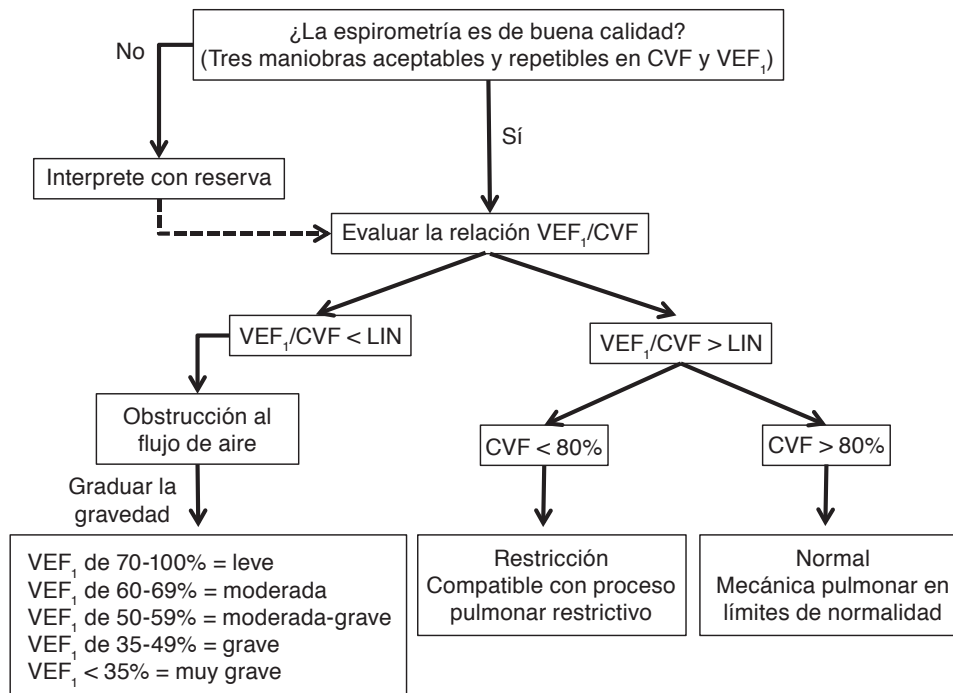 ¿La espirometría es de buena calidad?
(Tres maniobras aceptables y repetibles en CVF y VEF₁)
No
Sí
Interprete con reserva
Evaluar la relación VEF₁/CVF
VEF₁/CVF < LIN
VEF₁/CVF > LIN
Obstrucción al
flujo de aire
CVF < 80%
CVF > 80%
Graduar la
gravedad
VEF₁ de 70-100% = leve
VEF₁ de 60-69% = moderada
VEF₁ de 50-59% = moderada-grave
VEF₁ de 35-49% = grave
VEF₁ < 35% = muy grave
Restricción
Compatible con proceso
pulmonar restrictivo
Normal
Mecánica pulmonar en
límites de normalidad